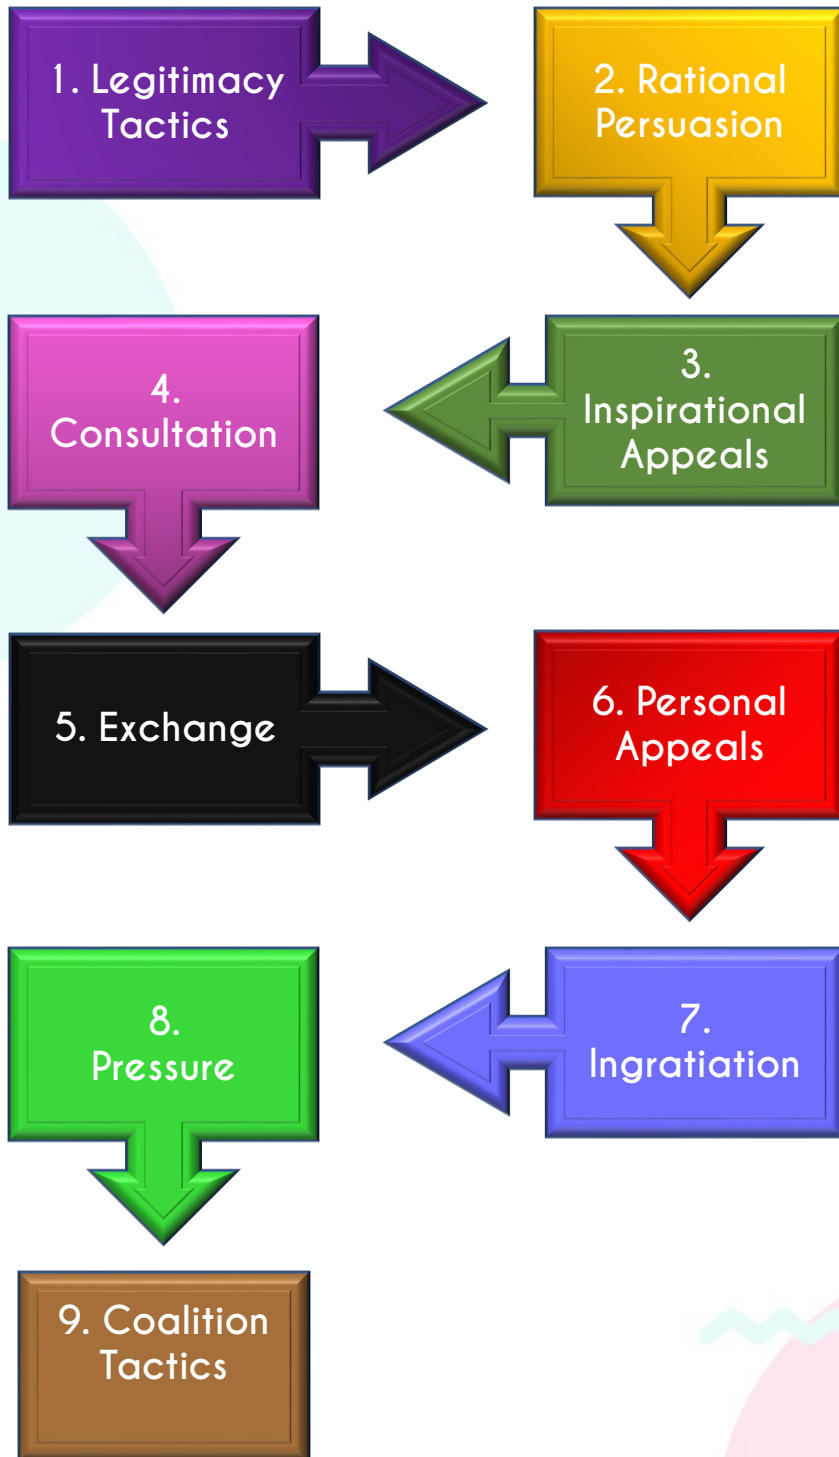 1. Legitimacy
Tactics
2. Rational
Persuasion
3.
Inspirational
Appeals
4.
Consultation
5. Exchange
6. Personal
Appeals
7.
Ingratiation
8.
Pressure
9. Coalition
Tactics